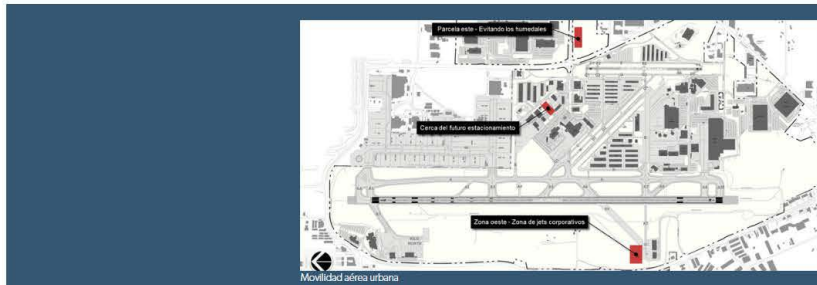 Parcela este - Evitando los humedales
Cerca del futuro estacionamiento
Zona oeste - Zona de jets corporativos
Movilidad aérea urbana